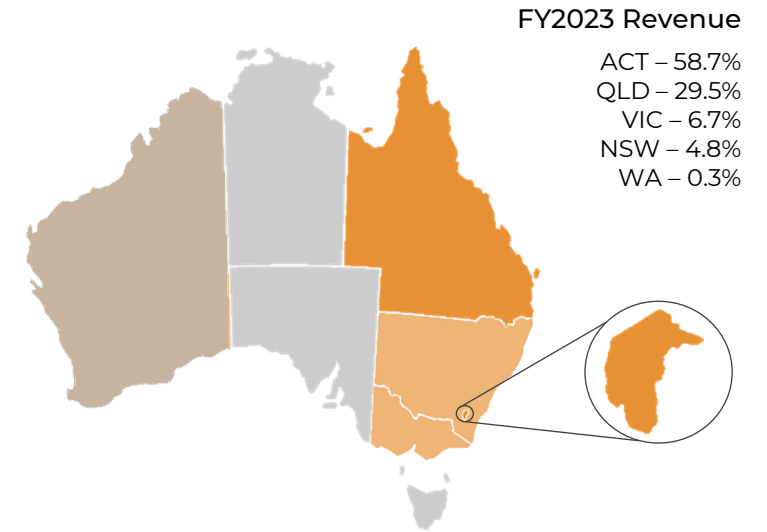 FY2023 Revenue
ACT – 58.7%
QLD – 29.5%
VIC – 6.7%
NSW – 4.8%
WA – 0.3%